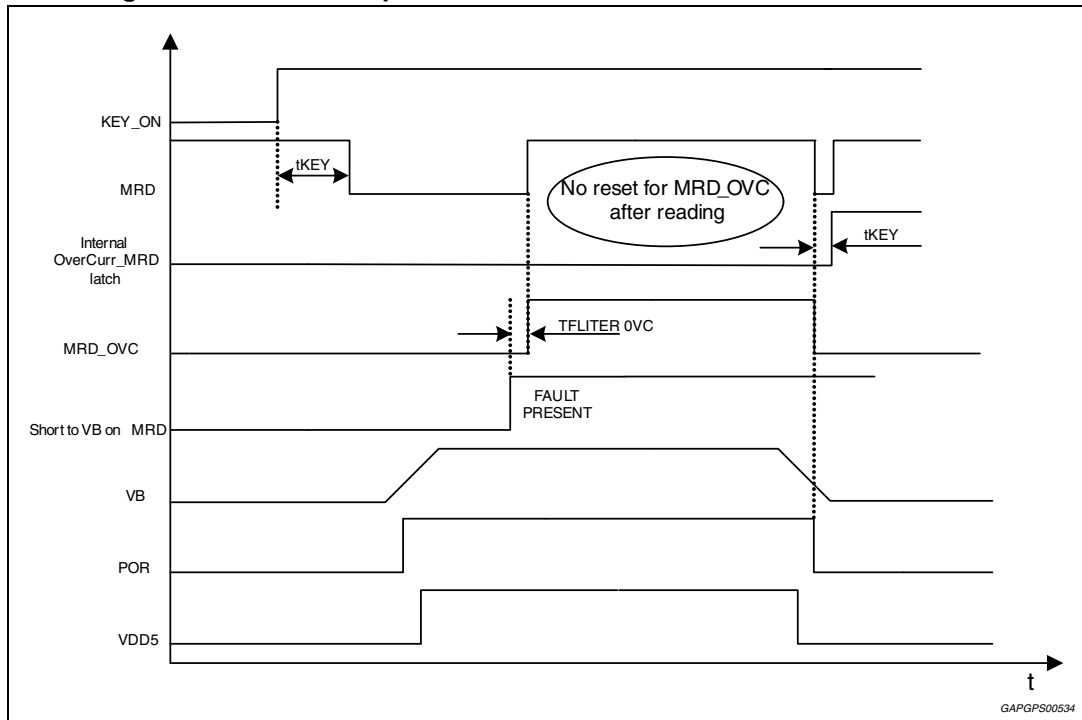 KEY_ON
tKEY
MRD
No reset for MRD_OVC
after reading
Internal
OverCurr_MRD
latch
tKEY
TFLITER 0VC
MRD_OVC
FAULT
PRESENT
Short to VB on MRD
VB
POR
VDD5
t
GAPGPS00534